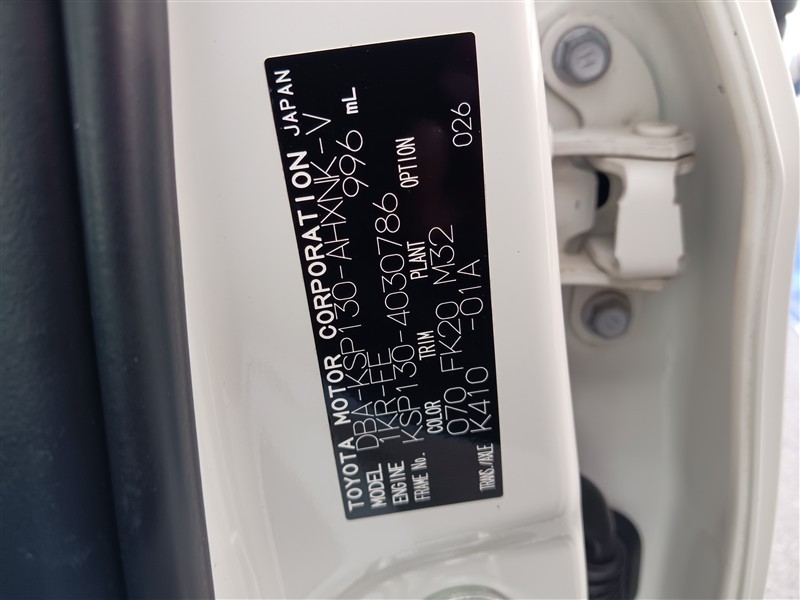 TOYOTA MOTOR CORPORATION JAPAN
MODEL DBA-KSP130-AHXNK-V
ENGINE 1KR-FE 996 mL
FRAME No. KSP130-4030786
COLOR TRIM PLANT OPTION
070 FK20 M32 026
TRANS./AXLE K410 -01A